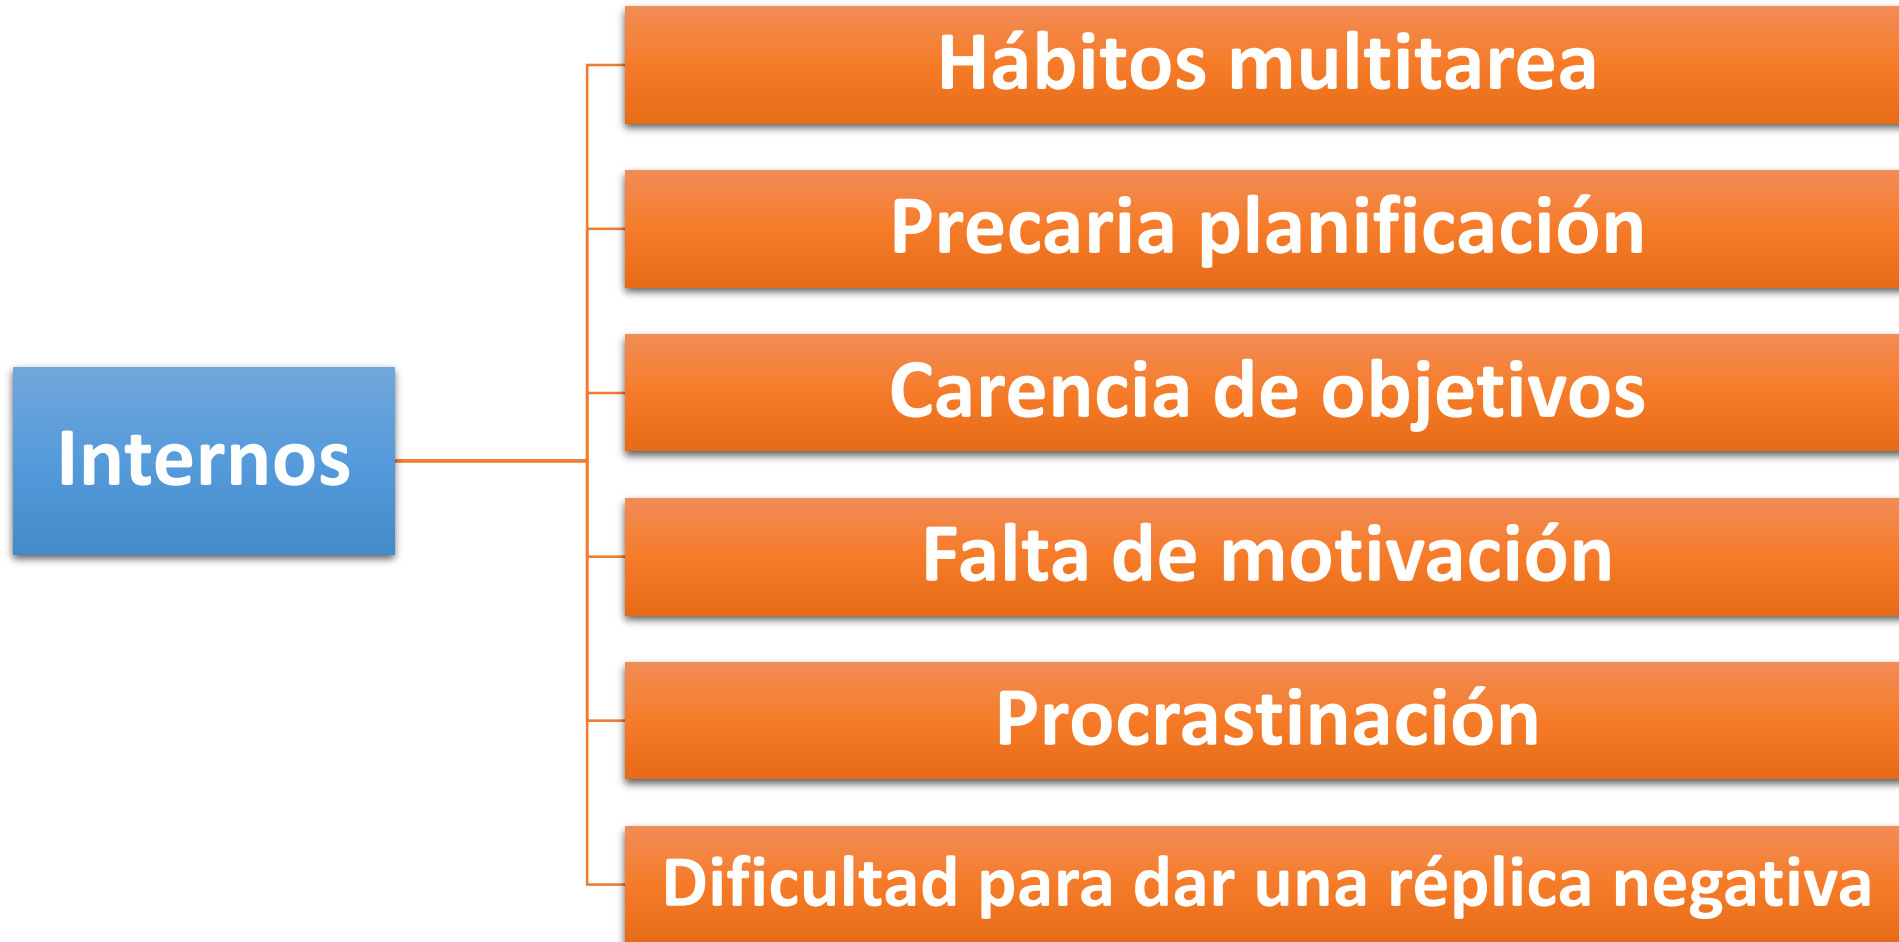 Internos
Hábitos multitarea
Precaria planificación
Carencia de objetivos
Falta de motivación
Procrastinación
Dificultad para dar una réplica negativa